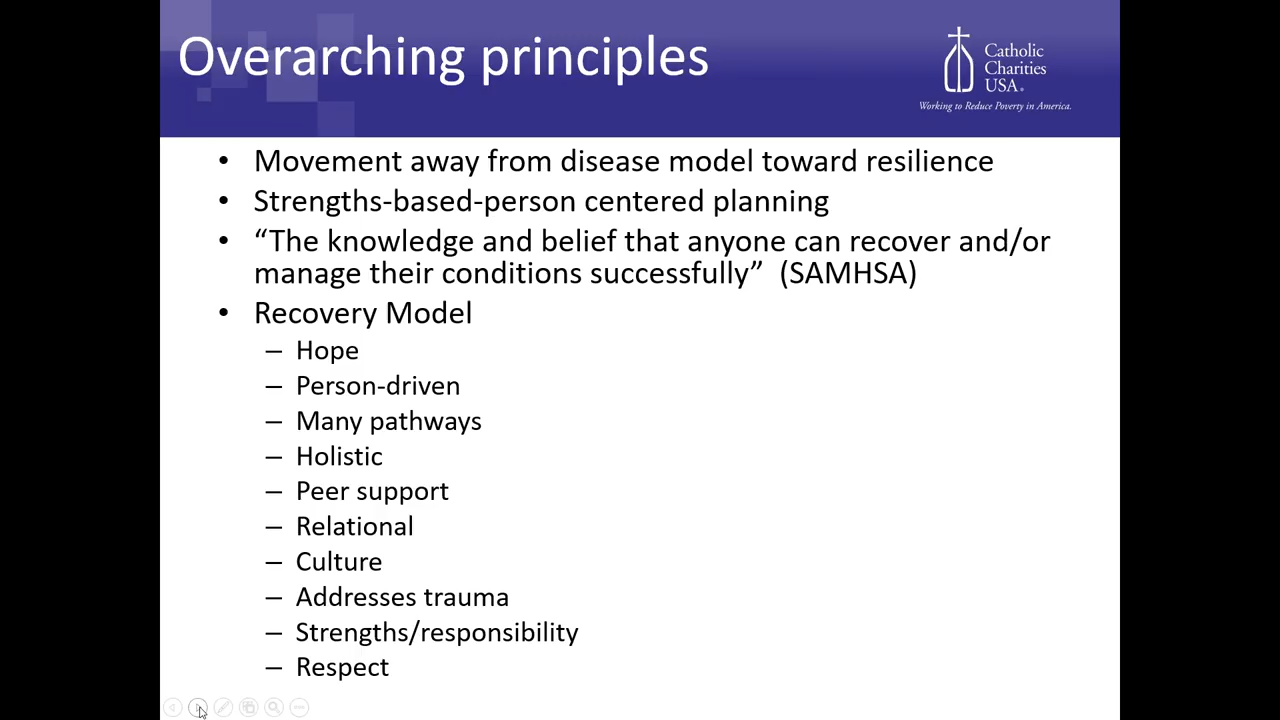 Overarching principles
Catholic
Charities
USA®
Working to Reduce Poverty in America.
• Movement away from disease model toward resilience
• Strengths-based-person centered planning
• “The knowledge and belief that anyone can recover and/or
manage their conditions successfully” (SAMHSA)
• Recovery Model
– Hope
– Person-driven
– Many pathways
– Holistic
– Peer support
– Relational
– Culture
– Addresses trauma
– Strengths/responsibility
– Respect